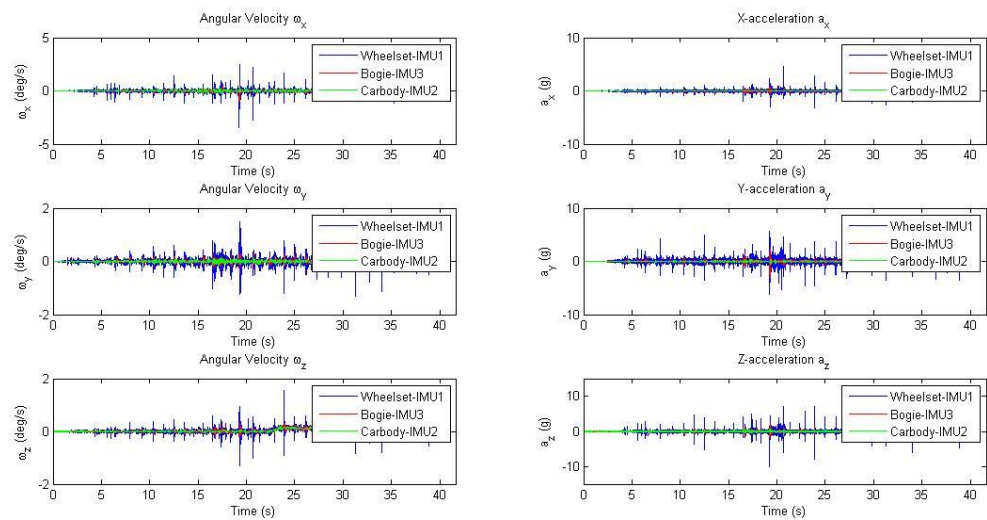 Angular Velocity ωx
5
0
-5
ωx (deg/s)
0 5 10 15 20 25 30 35 40
Time (s)
Wheelset-IMU1
Bogie-IMU3
Carbody-IMU2
X-acceleration ax
10
0
-10
ax (g)
0 5 10 15 20 25 30 35 40
Time (s)
Wheelset-IMU1
Bogie-IMU3
Carbody-IMU2
Angular Velocity ωy
2
0
-2
ωy (deg/s)
0 5 10 15 20 25 30 35 40
Time (s)
Wheelset-IMU1
Bogie-IMU3
Carbody-IMU2
Y-acceleration ay
10
0
-10
ay (g)
0 5 10 15 20 25 30 35 40
Time (s)
Wheelset-IMU1
Bogie-IMU3
Carbody-IMU2
Angular Velocity ωz
2
0
-2
ωz (deg/s)
0 5 10 15 20 25 30 35 40
Time (s)
Wheelset-IMU1
Bogie-IMU3
Carbody-IMU2
Z-acceleration az
10
0
-10
az (g)
0 5 10 15 20 25 30 35 40
Time (s)
Wheelset-IMU1
Bogie-IMU3
Carbody-IMU2